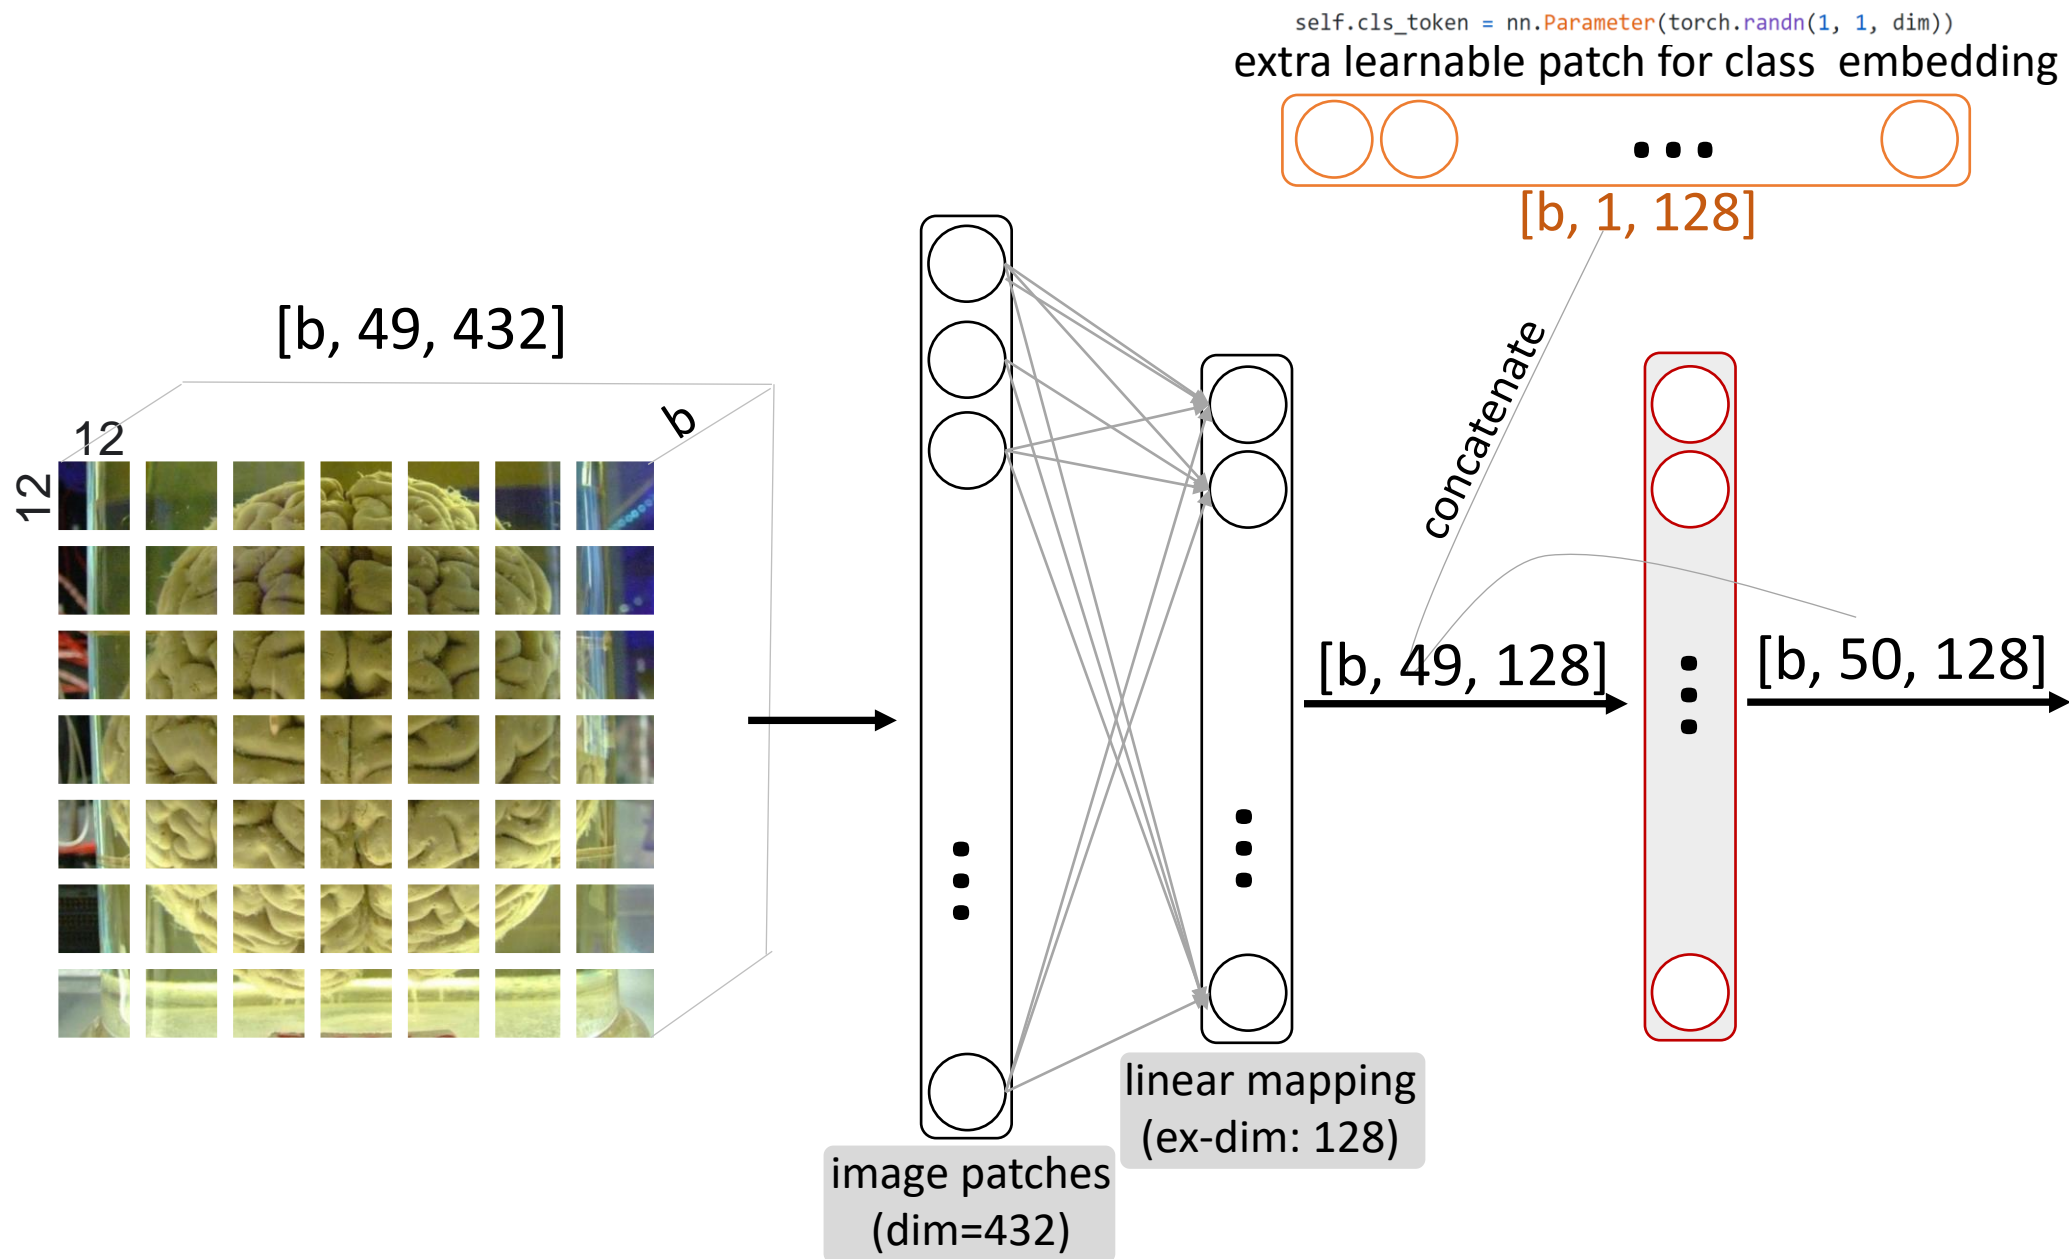 self.cls_token = nn.Parameter(torch.randn(1, 1, dim))
extra learnable patch for class embedding
[b, 1, 128]
[b, 49, 432]
b
12
12
concatenate
[b, 49, 128]
[b, 50, 128]
linear mapping
(ex-dim: 128)
image patches
(dim=432)